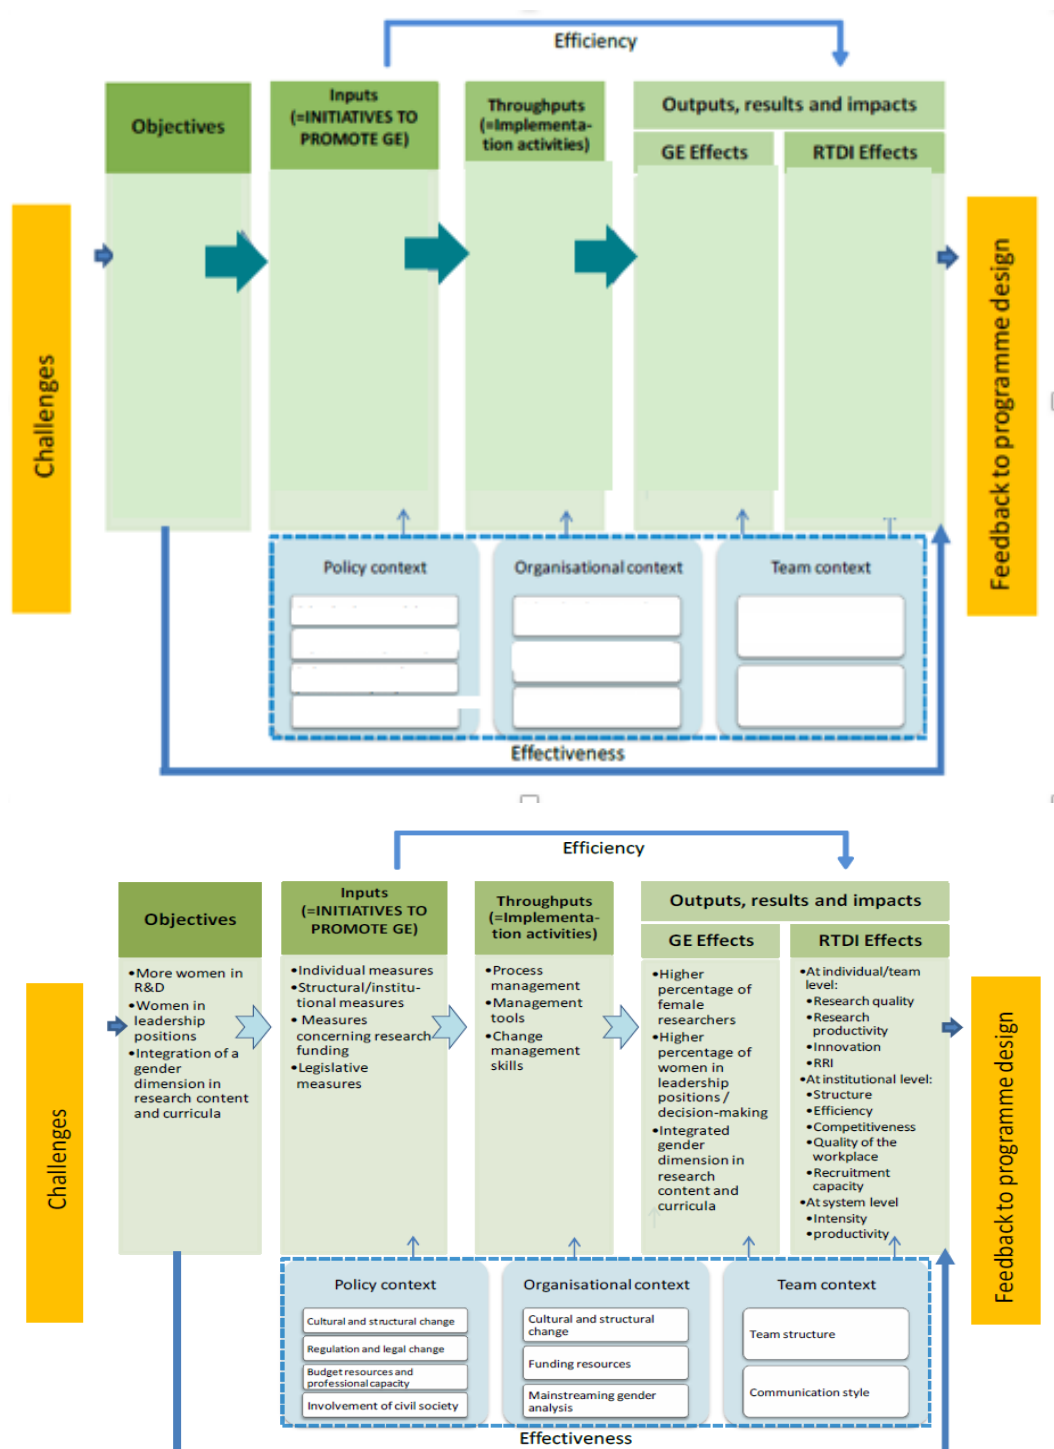 Efficiency
Objectives
Inputs
(=INITIATIVES TO
PROMOTE GE)
Throughputs
(=Implementa-
tion activities)
Outputs, results and impacts
GE Effects
RTDI Effects
Challenges
Feedback to programme design
Policy context
Organisational context
Team context
Effectiveness
Efficiency
Objectives
Inputs
(=INITIATIVES TO
PROMOTE GE)
Throughputs
(=Implementa-
tion activities)
Outputs, results and impacts
GE Effects
RTDI Effects
Challenges
•More women in
R&D
•Women in
leadership
positions
•Integration of a
gender
dimension in
research content
and curricula
•Individual measures
•Structural/institu-
tional measures
• Measures
concerning research
funding
•Legislative
measures
•Process
management
•Management
tools
•Change
management
skills
•Higher
percentage of
female
researchers
•Higher
percentage of
women in
leadership
positions /
decision-making
•Integrated
gender
dimension in
research
content and
curricula
•At individual/team
level:
•Research quality
•Research
productivity
•Innovation
•RRI
•At institutional level:
•Structure
•Efficiency
•Competitiveness
•Quality of the
workplace
•Recruitment
capacity
•At system level
•Intensity
•productivity
Feedback to programme design
Policy context
Cultural and structural change
Regulation and legal change
Budget resources and
professional capacity
Involvement of civil society
Organisational context
Cultural and structural
change
Funding resources
Mainstreaming gender
analysis
Team context
Team structure
Communication style
Effectiveness